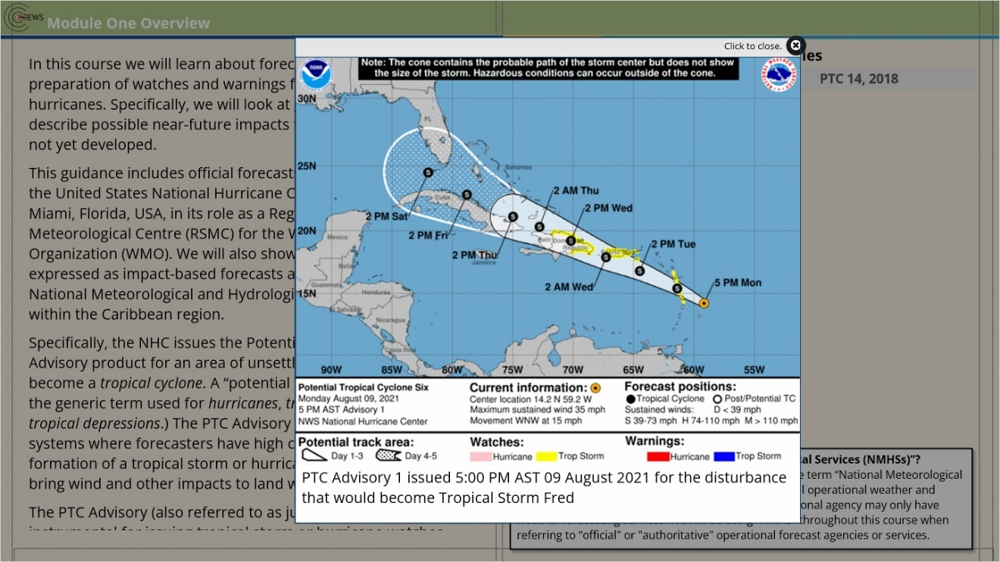 CREWS
Module One Overview
In this course we will learn about
preparation of watches and warnings
hurricanes. Specifically, we will look at
describe possible near-future impacts
not yet developed.
This guidance includes official forecast
the United States National Hurricane
Miami, Florida, USA, in its role as a
Meteorological Centre (RSMC) for the
Organization (WMO). We will also show
expressed as impact-based forecasts
National Meteorological and
within the Caribbean region.
Specifically, the NHC issues the
Advisory product for an area of
become a tropical cyclone. A “potential
the generic term used for hurricanes,
tropical depressions.) The PTC Advisory
systems where forecasters have high
formation of a tropical storm or
bring wind and other impacts to land
The PTC Advisory (also referred to as
instrumental for issuing tropical storm or hurricane watches
Click to close.
NOAA
Note: The cone contains the probable path of the storm center but does not show
the size of the storm. Hazardous conditions can occur outside of the cone.
30N
FL
25N
Bahamas
2 AM Thu
Cuba
2 PM Wed
2 PM Sat
20N
2 PM Fri
Mexico
Haiti
Dominican
Republic
Puerto Rico
2 PM Tue
2 PM Thu
Jamaica
Belize
Guatemala
2 AM Wed
5 PM Mon
15N
Honduras
El Salvador
Nicaragua
Costa Rica
90W 85W 80W 75W 70W 65W 60W 55W
Potential Tropical Cyclone Six
Monday August 09, 2021
5 PM AST Advisory 1
NWS National Hurricane Center
Current information:
Center location 14.2 N 59.2 W
Maximum sustained wind 35 mph
Movement WNW at 15 mph
Forecast positions:
Tropical Cyclone Post/Potential TC
Sustained winds: D < 39 mph
S 39-73 mph H 74-110 mph M > 110 mph
Potential track area:
Day 1-3 Day 4-5
Watches:
Hurricane Trop Storm
Warnings:
Hurricane Trop Storm
PTC Advisory 1 issued 5:00 PM AST 09 August 2021 for the disturbance
that would become Tropical Storm Fred
PTC 14, 2018
Services (NMHSs)”?
term “National Meteorological
operational weather and
agency may only have
throughout this course when
referring to “official" or "authoritative" operational forecast agencies or services.